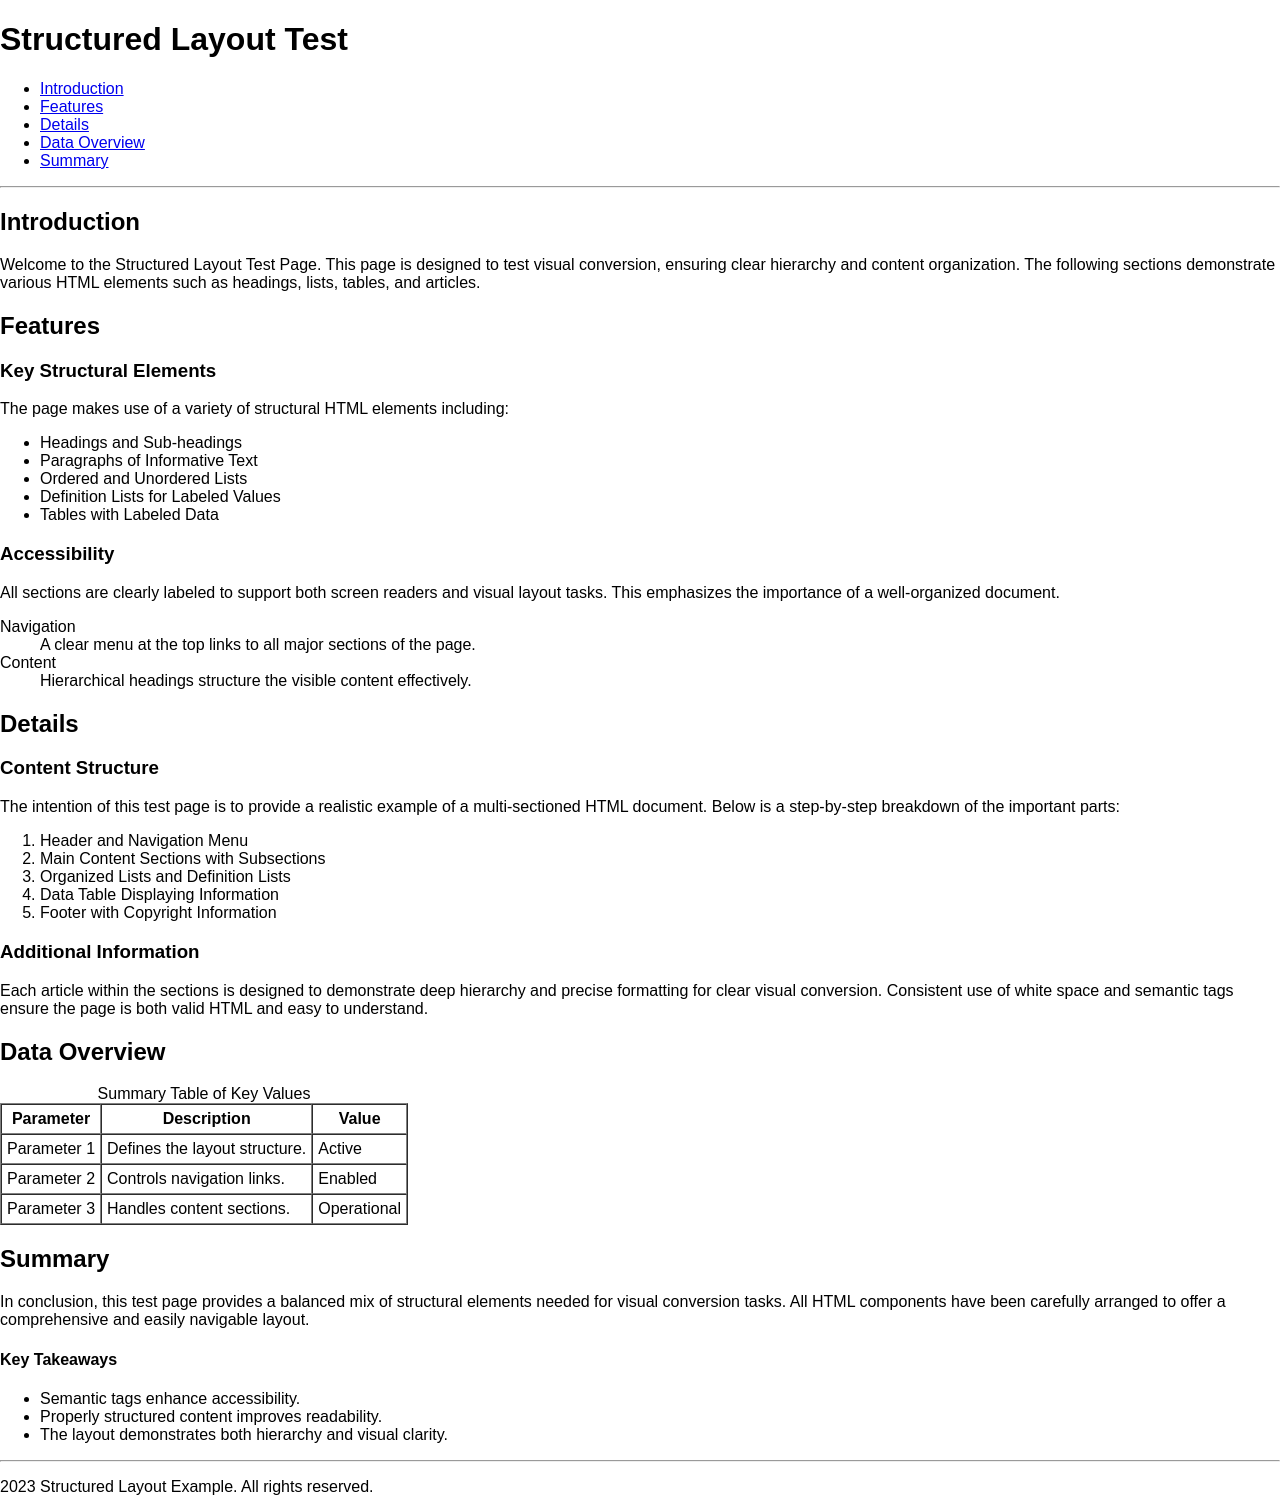 Structured Layout Test
Introduction
Features
Details
Data Overview
Summary
Introduction
Welcome to the Structured Layout Test Page. This page is designed to test visual conversion, ensuring clear hierarchy and content organization. The following sections demonstrate
various HTML elements such as headings, lists, tables, and articles.
Features
Key Structural Elements
The page makes use of a variety of structural HTML elements including:
Headings and Sub-headings
Paragraphs of Informative Text
Ordered and Unordered Lists
Definition Lists for Labeled Values
Tables with Labeled Data
Accessibility
All sections are clearly labeled to support both screen readers and visual layout tasks. This emphasizes the importance of a well-organized document.
Navigation
A clear menu at the top links to all major sections of the page.
Content
Hierarchical headings structure the visible content effectively.
Details
Content Structure
The intention of this test page is to provide a realistic example of a multi-sectioned HTML document. Below is a step-by-step breakdown of the important parts:
1. Header and Navigation Menu
2. Main Content Sections with Subsections
3. Organized Lists and Definition Lists
4. Data Table Displaying Information
5. Footer with Copyright Information
Additional Information
Each article within the sections is designed to demonstrate deep hierarchy and precise formatting for clear visual conversion. Consistent use of white space and semantic tags
ensure the page is both valid HTML and easy to understand.
Data Overview
Summary Table of Key Values
Parameter Description Value
Parameter 1 Defines the layout structure. Active
Parameter 2 Controls navigation links. Enabled
Parameter 3 Handles content sections. Operational
Summary
In conclusion, this test page provides a balanced mix of structural elements needed for visual conversion tasks. All HTML components have been carefully arranged to offer a
comprehensive and easily navigable layout.
Key Takeaways
Semantic tags enhance accessibility.
Properly structured content improves readability.
The layout demonstrates both hierarchy and visual clarity.
2023 Structured Layout Example. All rights reserved.